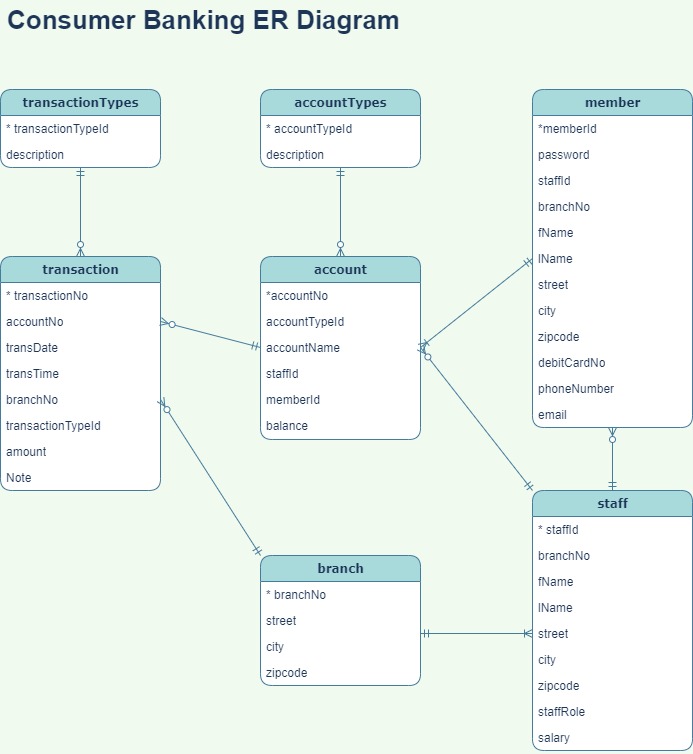 Consumer Banking ER Diagram
transactionTypes
* transactionTypeId
description
accountTypes
* accountTypeId
description
member
*memberId
password
staffId
branchNo
fName
lName
street
city
zipcode
debitCardNo
phoneNumber
email
transaction
* transactionNo
accountNo
transDate
transTime
branchNo
transactionTypeId
amount
Note
account
*accountNo
accountTypeId
accountName
staffId
memberId
balance
branch
* branchNo
street
city
zipcode
staff
* staffId
branchNo
fName
lName
street
city
zipcode
staffRole
salary